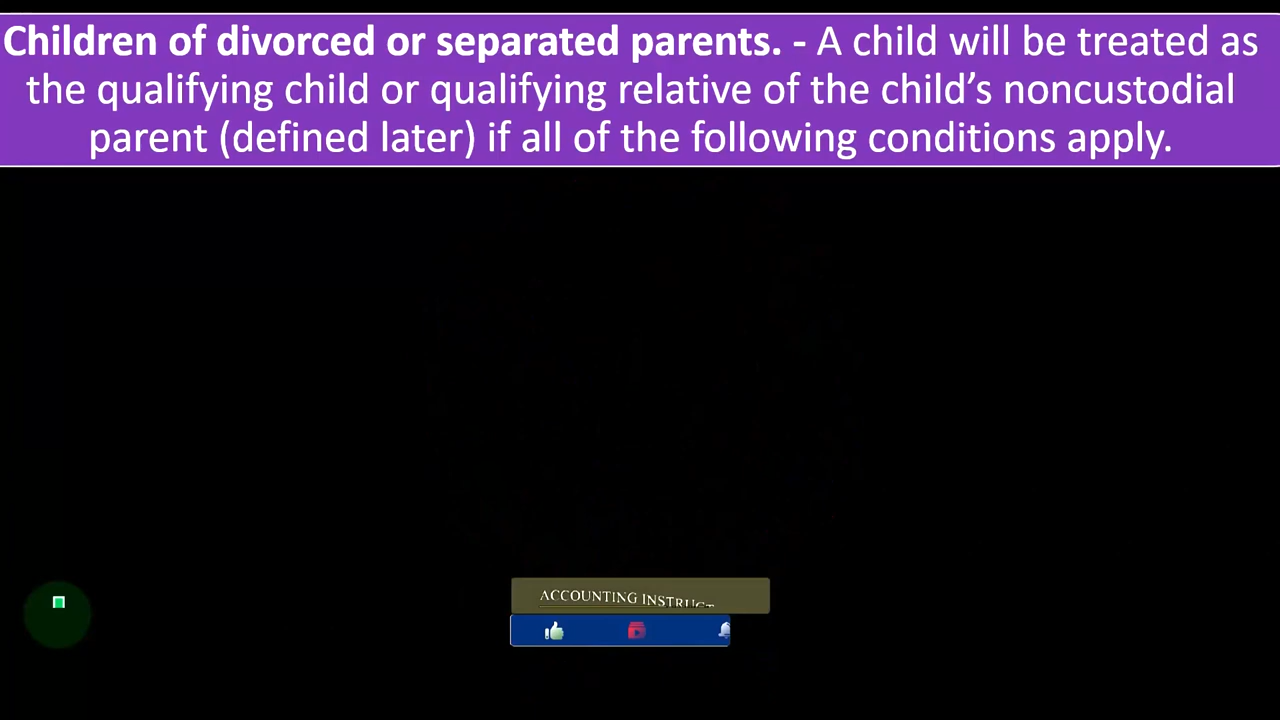 Children of divorced or separated parents. - A child will be treated as
the qualifying child or qualifying relative of the child’s noncustodial
parent (defined later) if all of the following conditions apply.
ACCOUNTING